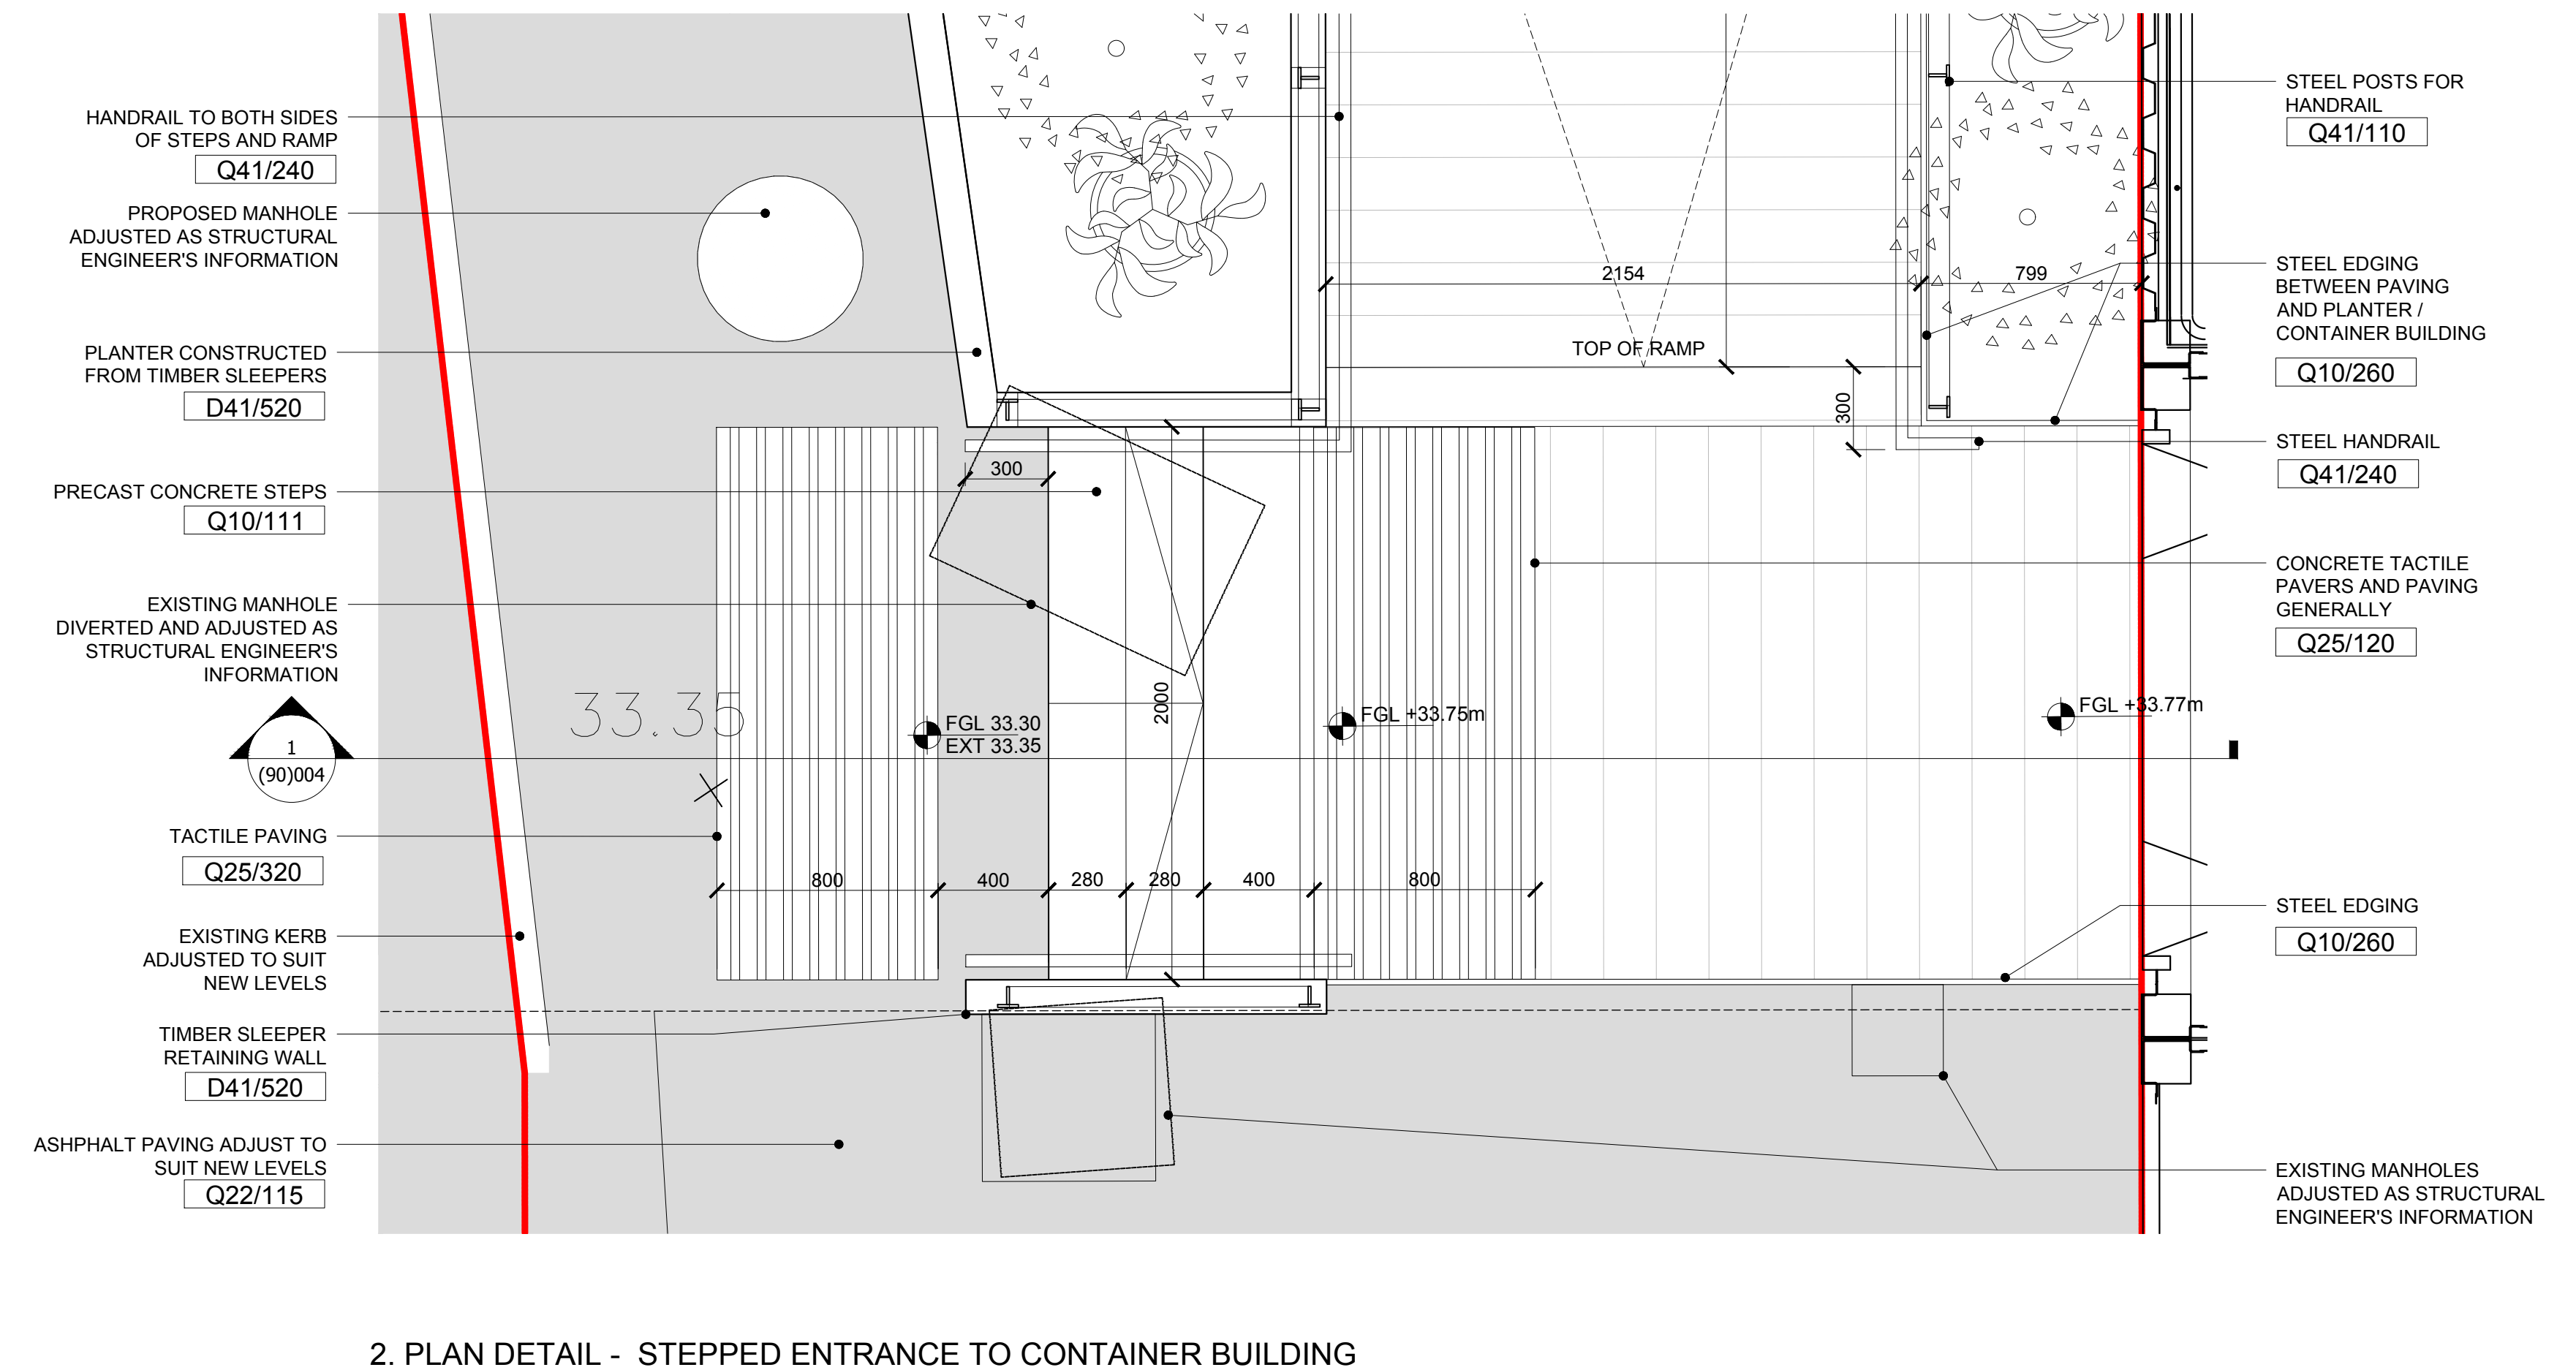 HANDRAIL TO BOTH SIDES
OF STEPS AND RAMP
Q41/240
PROPOSED MANHOLE
ADJUSTED AS STRUCTURAL
ENGINEER'S INFORMATION
PLANTER CONSTRUCTED
FROM TIMBER SLEEPERS
D41/520
PRECAST CONCRETE STEPS
Q10/111
EXISTING MANHOLE
DIVERTED AND ADJUSTED AS
STRUCTURAL ENGINEER'S
INFORMATION
1
(90)004
TACTILE PAVING
Q25/320
EXISTING KERB
ADJUSTED TO SUIT
NEW LEVELS
TIMBER SLEEPER
RETAINING WALL
D41/520
ASHPHALT PAVING ADJUST TO
SUIT NEW LEVELS
Q22/115
2154
799
TOP OF RAMP
300
300
33.35
FGL 33.30
EXT 33.35
2000
FGL +33.75m
FGL +33.77m
800
400
280
280
400
800
STEEL POSTS FOR
HANDRAIL
Q41/110
STEEL EDGING
BETWEEN PAVING
AND PLANTER /
CONTAINER BUILDING
Q10/260
STEEL HANDRAIL
Q41/240
CONCRETE TACTILE
PAVERS AND PAVING
GENERALLY
Q25/120
STEEL EDGING
Q10/260
EXISTING MANHOLES
ADJUSTED AS STRUCTURAL
ENGINEER'S INFORMATION
2. PLAN DETAIL - STEPPED ENTRANCE TO CONTAINER BUILDING